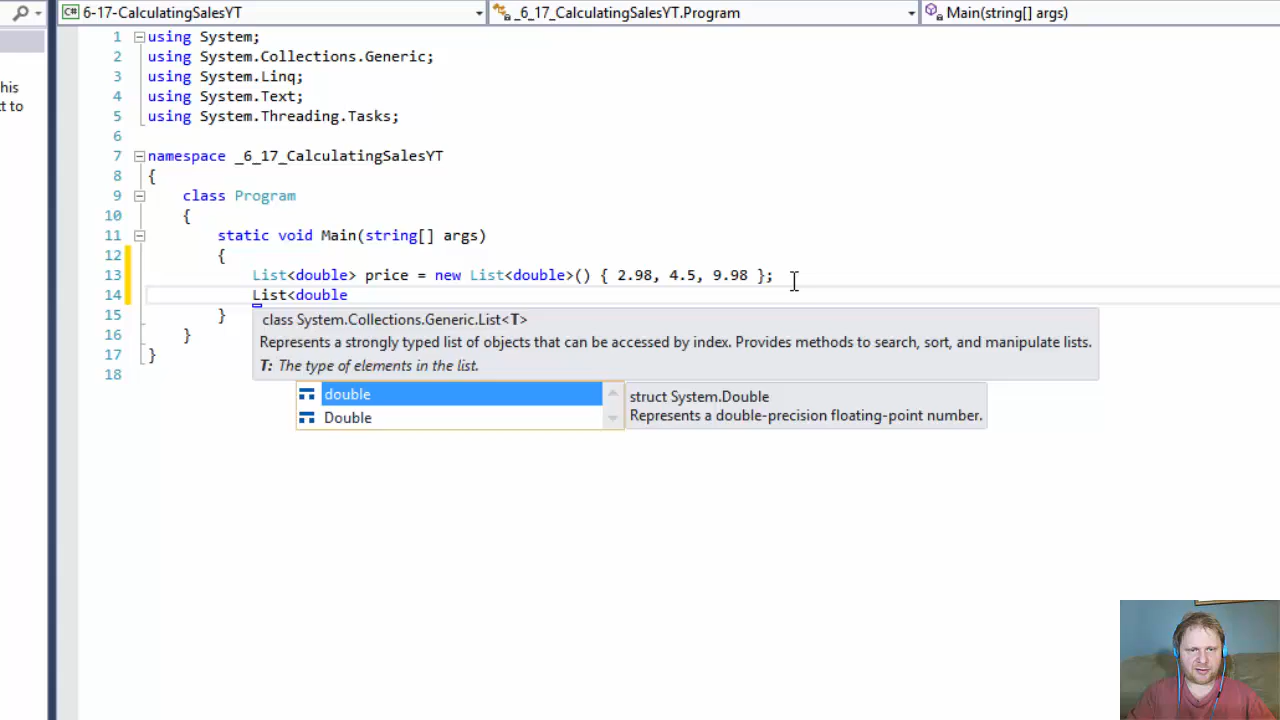 6-17-CalculatingSalesYT _6_17_CalculatingSalesYT.Program Main(string[] args)
his
t to
1 using System;
2 using System.Collections.Generic;
3 using System.Linq;
4 using System.Text;
5 using System.Threading.Tasks;
6
7 namespace _6_17_CalculatingSalesYT
8 {
9 class Program
10 {
11 static void Main(string[] args)
12 {
13 List<double> price = new List<double>() { 2.98, 4.5, 9.98 };
14 List<double
15 }
16 }
17 }
18
class System.Collections.Generic.List<T>
Represents a strongly typed list of objects that can be accessed by index. Provides methods to search, sort, and manipulate lists.
T: The type of elements in the list.
double
Double
struct System.Double
Represents a double-precision floating-point number.